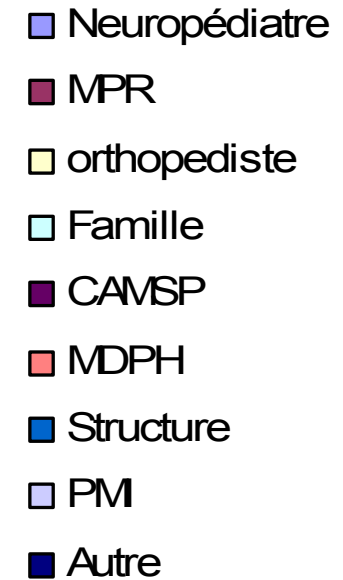 Neuropédiatre
MPR
orthopediste
Famille
CAMSP
MDPH
Structure
PMI
Autre